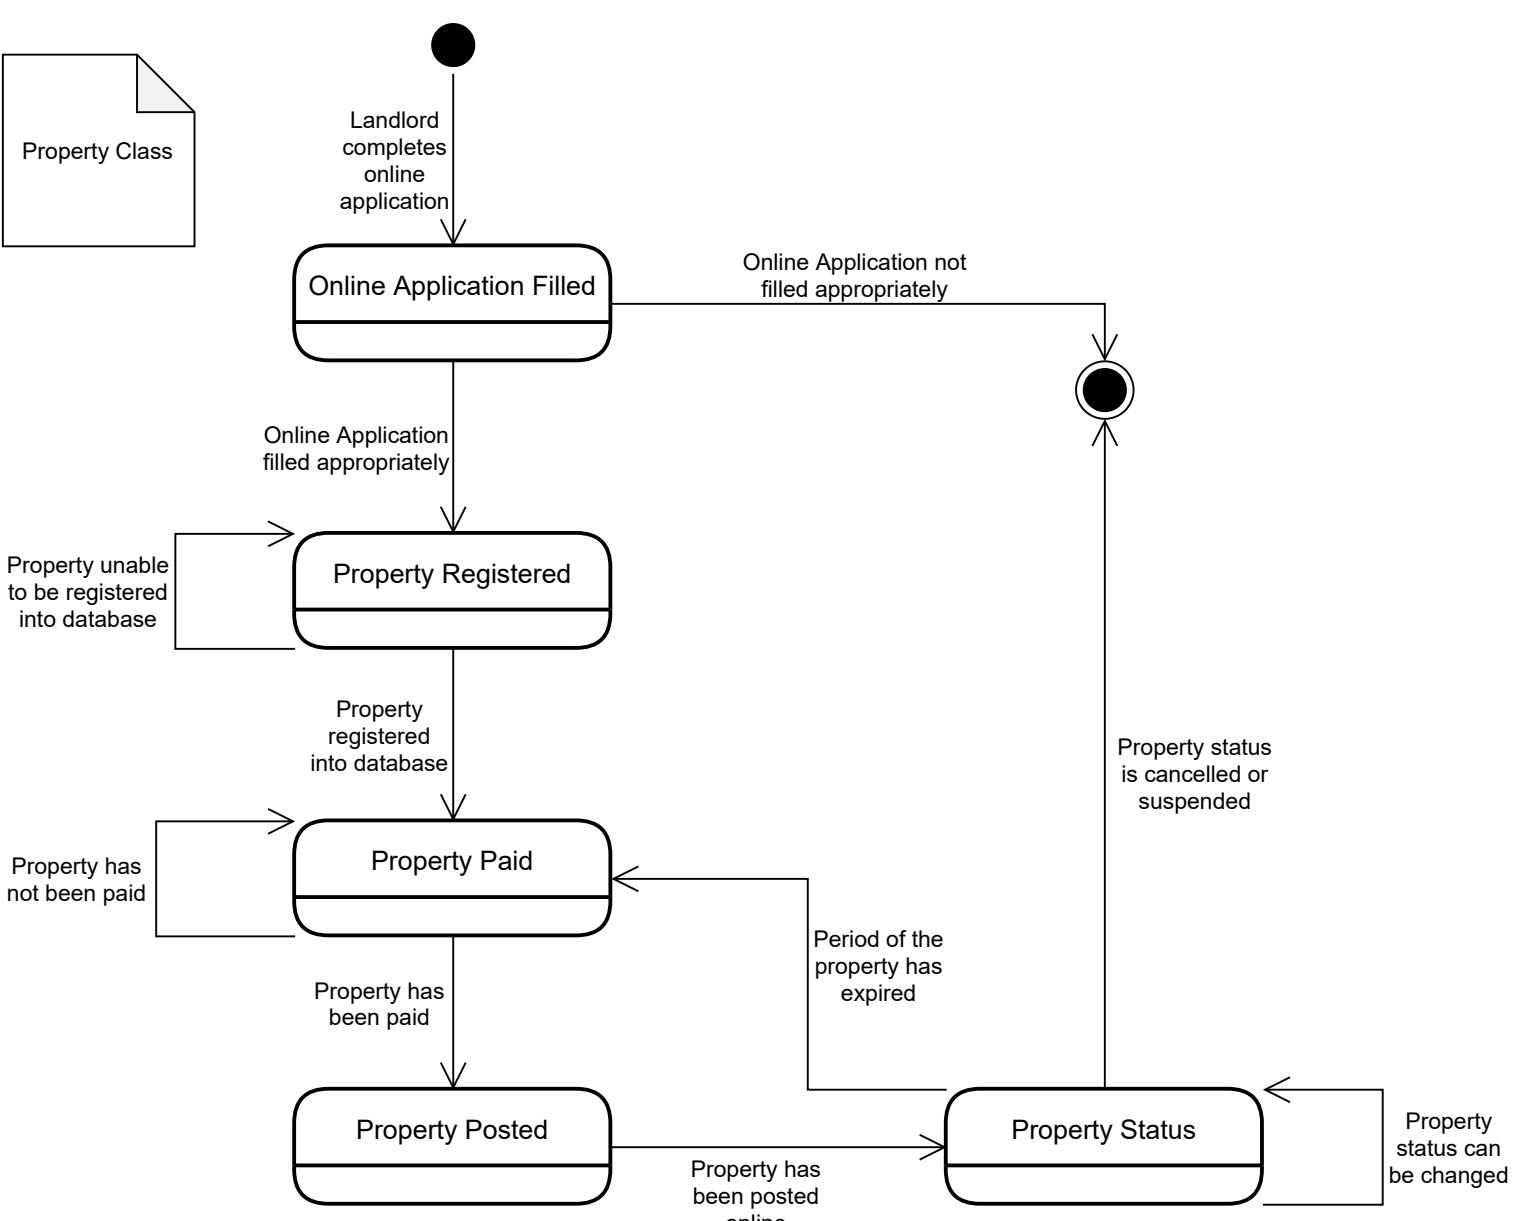 Property Class
Landlord
completes
online
application
Online Application Filled
Online Application not
filled appropriately
Online Application
filled appropriately
Property Registered
Property unable
to be registered
into database
Property
registered
into database
Property Paid
Property has
not been paid
Property status
is cancelled or
suspended
Period of the
property has
expired
Property has
been paid
Property Posted
Property has
been posted
online
Property Status
Property
status can
be changed